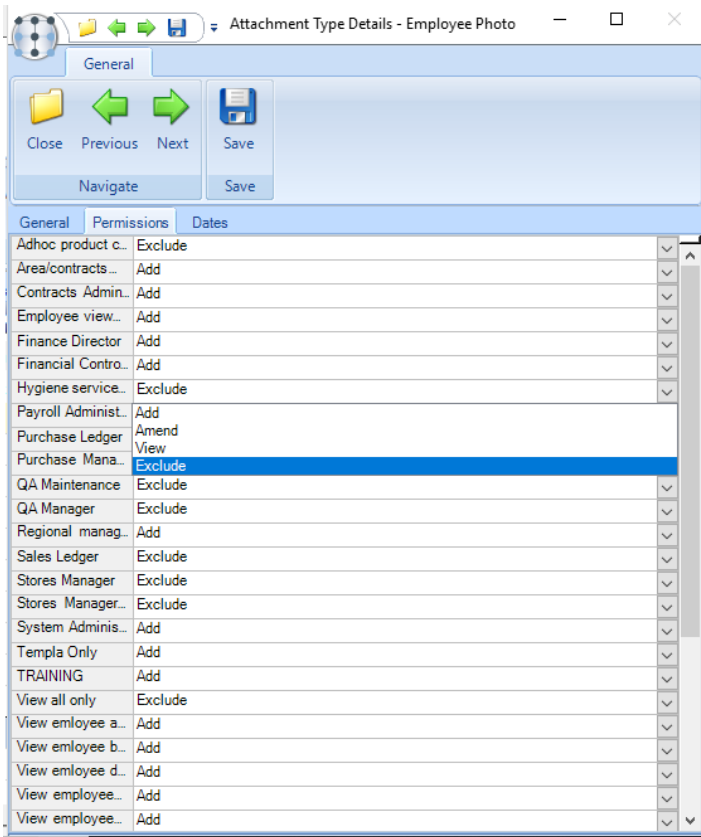 Attachment Type Details - Employee Photo
General
Close Previous Next Save
Navigate Save
General Permissions Dates
Adhoc product c... Exclude
Area/contracts... Add
Contracts Admin... Add
Employee view... Add
Finance Director Add
Financial Contro... Add
Hygiene service... Exclude
Payroll Administ... Add
Amend
Purchase Ledger
View
Purchase Mana... Exclude
QA Maintenance Exclude
QA Manager Exclude
Regional manag... Add
Sales Ledger Exclude
Stores Manager Exclude
Stores Manager... Exclude
System Adminis... Add
Templa Only Add
TRAINING Add
View all only Exclude
View emloyee a... Add
View emloyee b... Add
View emloyee d... Add
View employee... Add
View employee... Add